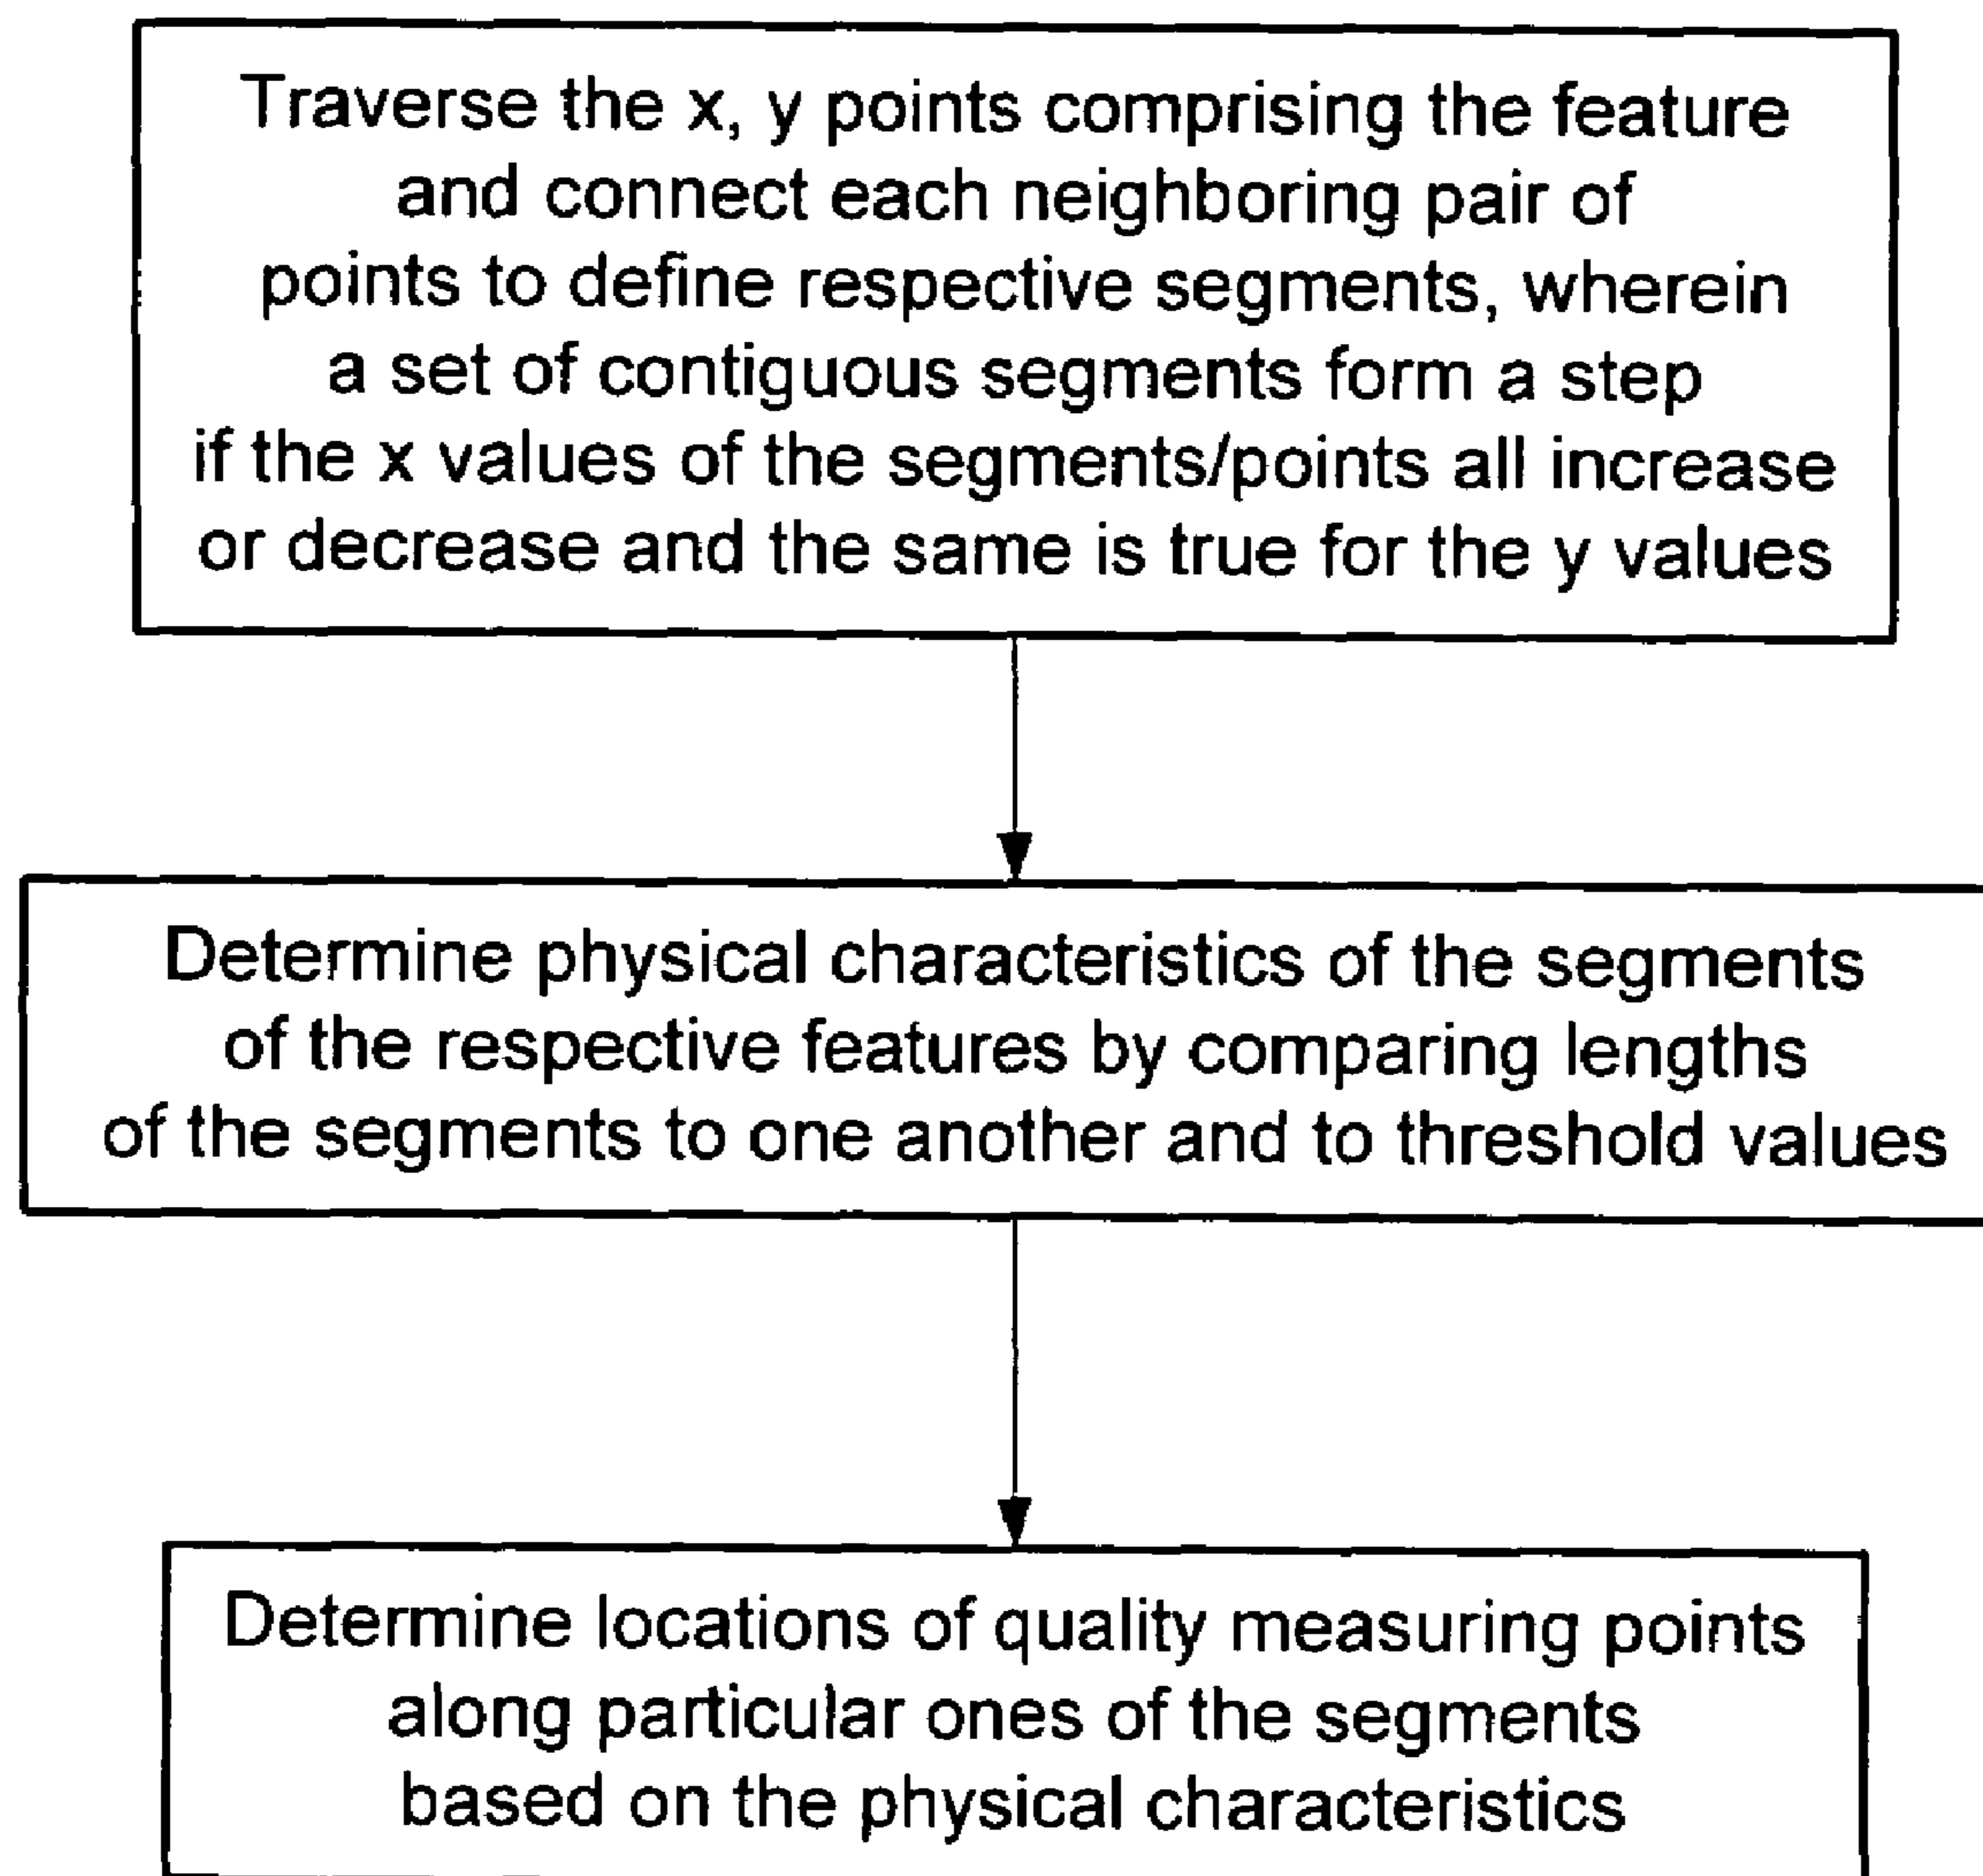 Traverse the x, y points comprising the feature
and connect each neighboring pair of
points to define respective segments, wherein
a set of contiguous segments form a step
if the x values of the segments/points all increase
or decrease and the same is true for the y values
Determine physical characteristics of the segments
of the respective features by comparing lengths
of the segments to one another and to threshold values
Determine locations of quality measuring points
along particular ones of the segments
based on the physical characteristics